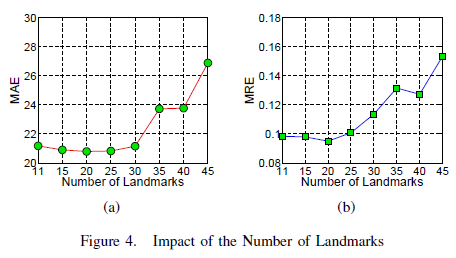 30
28
26
24
22
20
MAE
11 15 20 25 30 35 40 45
Number of Landmarks
(a)
0.18
0.16
0.14
0.12
0.1
0.08
MRE
11 15 20 25 30 35 40 45
Number of Landmarks
(b)
Figure 4. Impact of the Number of Landmarks